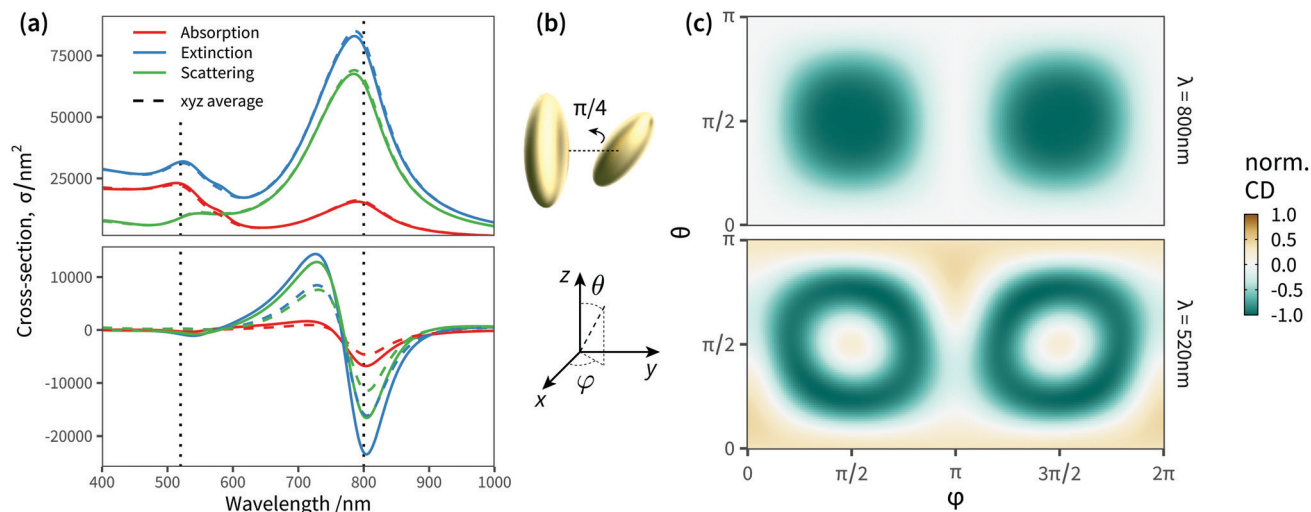 (a)
Absorption
Extinction
Scattering
xyz average
75000
50000
25000
10000
0
-10000
-20000
Cross-section, σ/nm²
400 500 600 700 800 900 1000
Wavelength /nm
(b)
π/4
z
θ
y
x
φ
(c)
π
π/2
0
λ = 800nm
θ
π
π/2
0
λ = 520nm
0 π/2 π 3π/2 2π
φ
norm.
CD
1.0
0.5
0.0
-0.5
-1.0